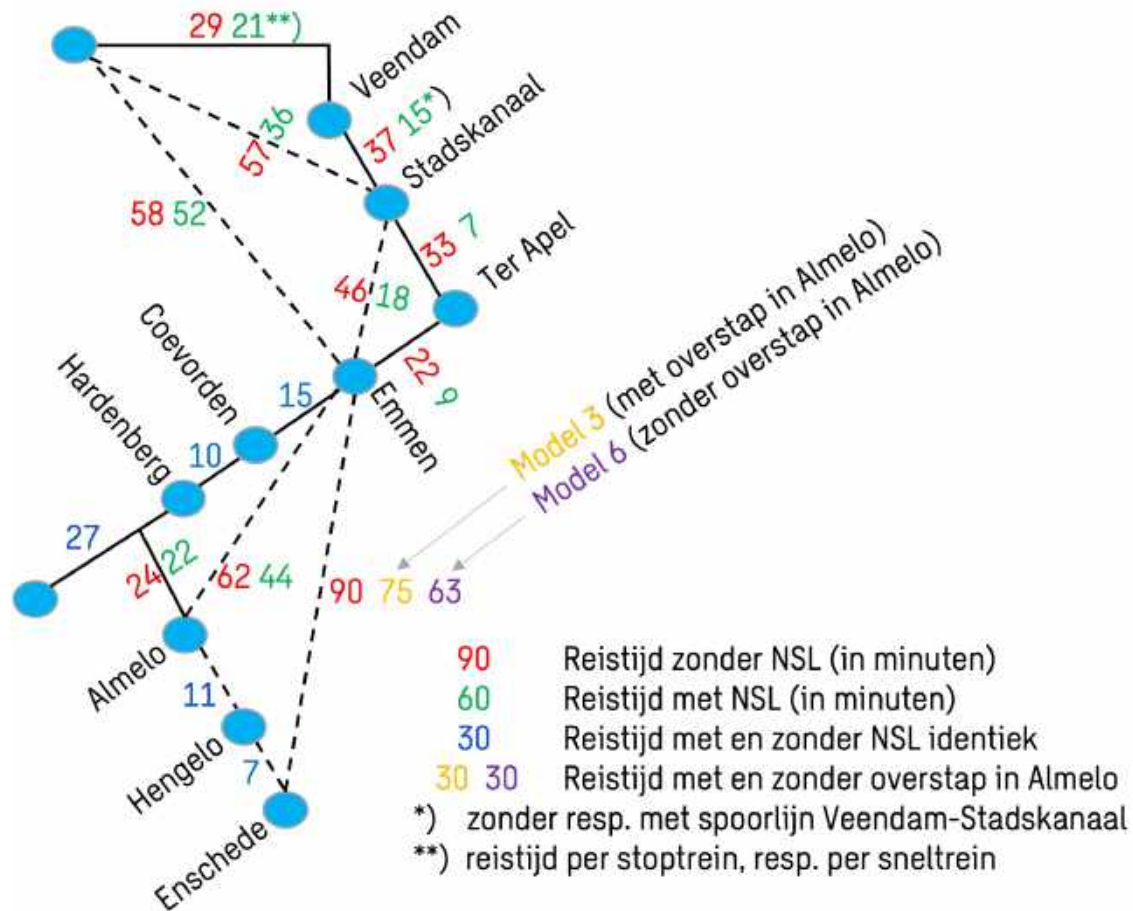 29 21**)
Veendam
57 36
37 15*)
Stadskanaal
58 52
33 7
Ter Apel
46 18
Coevorden
Hardenberg
15
22 9
Emmen
10
Model 3 (met overstap in Almelo)
Model 6 (zonder overstap in Almelo)
27
24 22
62 44
90 75 63
Almelo
11
Hengelo
7
Enschede
90 Reistijd zonder NSL (in minuten)
60 Reistijd met NSL (in minuten)
30 Reistijd met en zonder NSL identiek
30 30 Reistijd met en zonder overstap in Almelo
*) zonder resp. met spoorlijn Veendam-Stadskanaal
**) reistijd per stoptrein, resp. per sneltrein